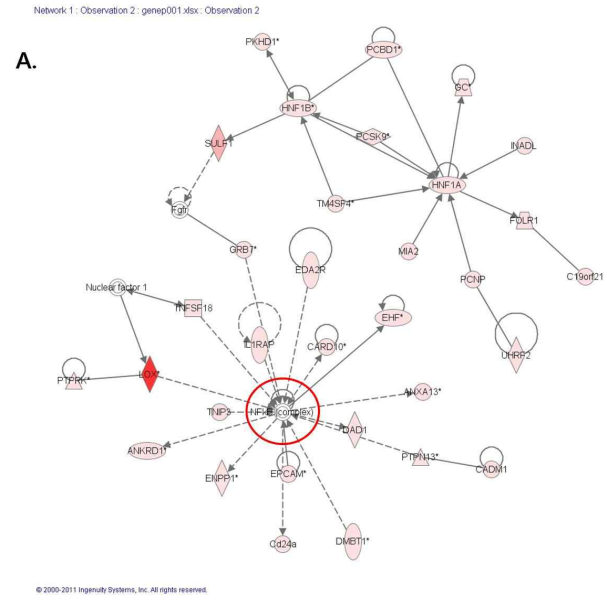 Network 1 : Observation 2 : genep001.xlsx : Observation 2
A.
PKHD1*
PCBD1*
GC*
HNF1B*
PCSK9*
SULF1
INADL
HNF1A
TM4SF4*
Fgfr
FOLR1
GRB7*
MIA2
EDA2R
PCNP
C19orf21
Nuclear factor 1
TNFSF18
EHF*
IL1RAP
CARD10*
UHRF2
PTPRK*
LOX*
ANXA13*
TNIP3
NFkB (complex)
DAD1
ANKRD1*
PTPN13*
CADM1
ENPP1*
EPCAM*
Cd24a
DMBT1*
© 2000-2011 Ingenuity Systems, Inc. All rights reserved.